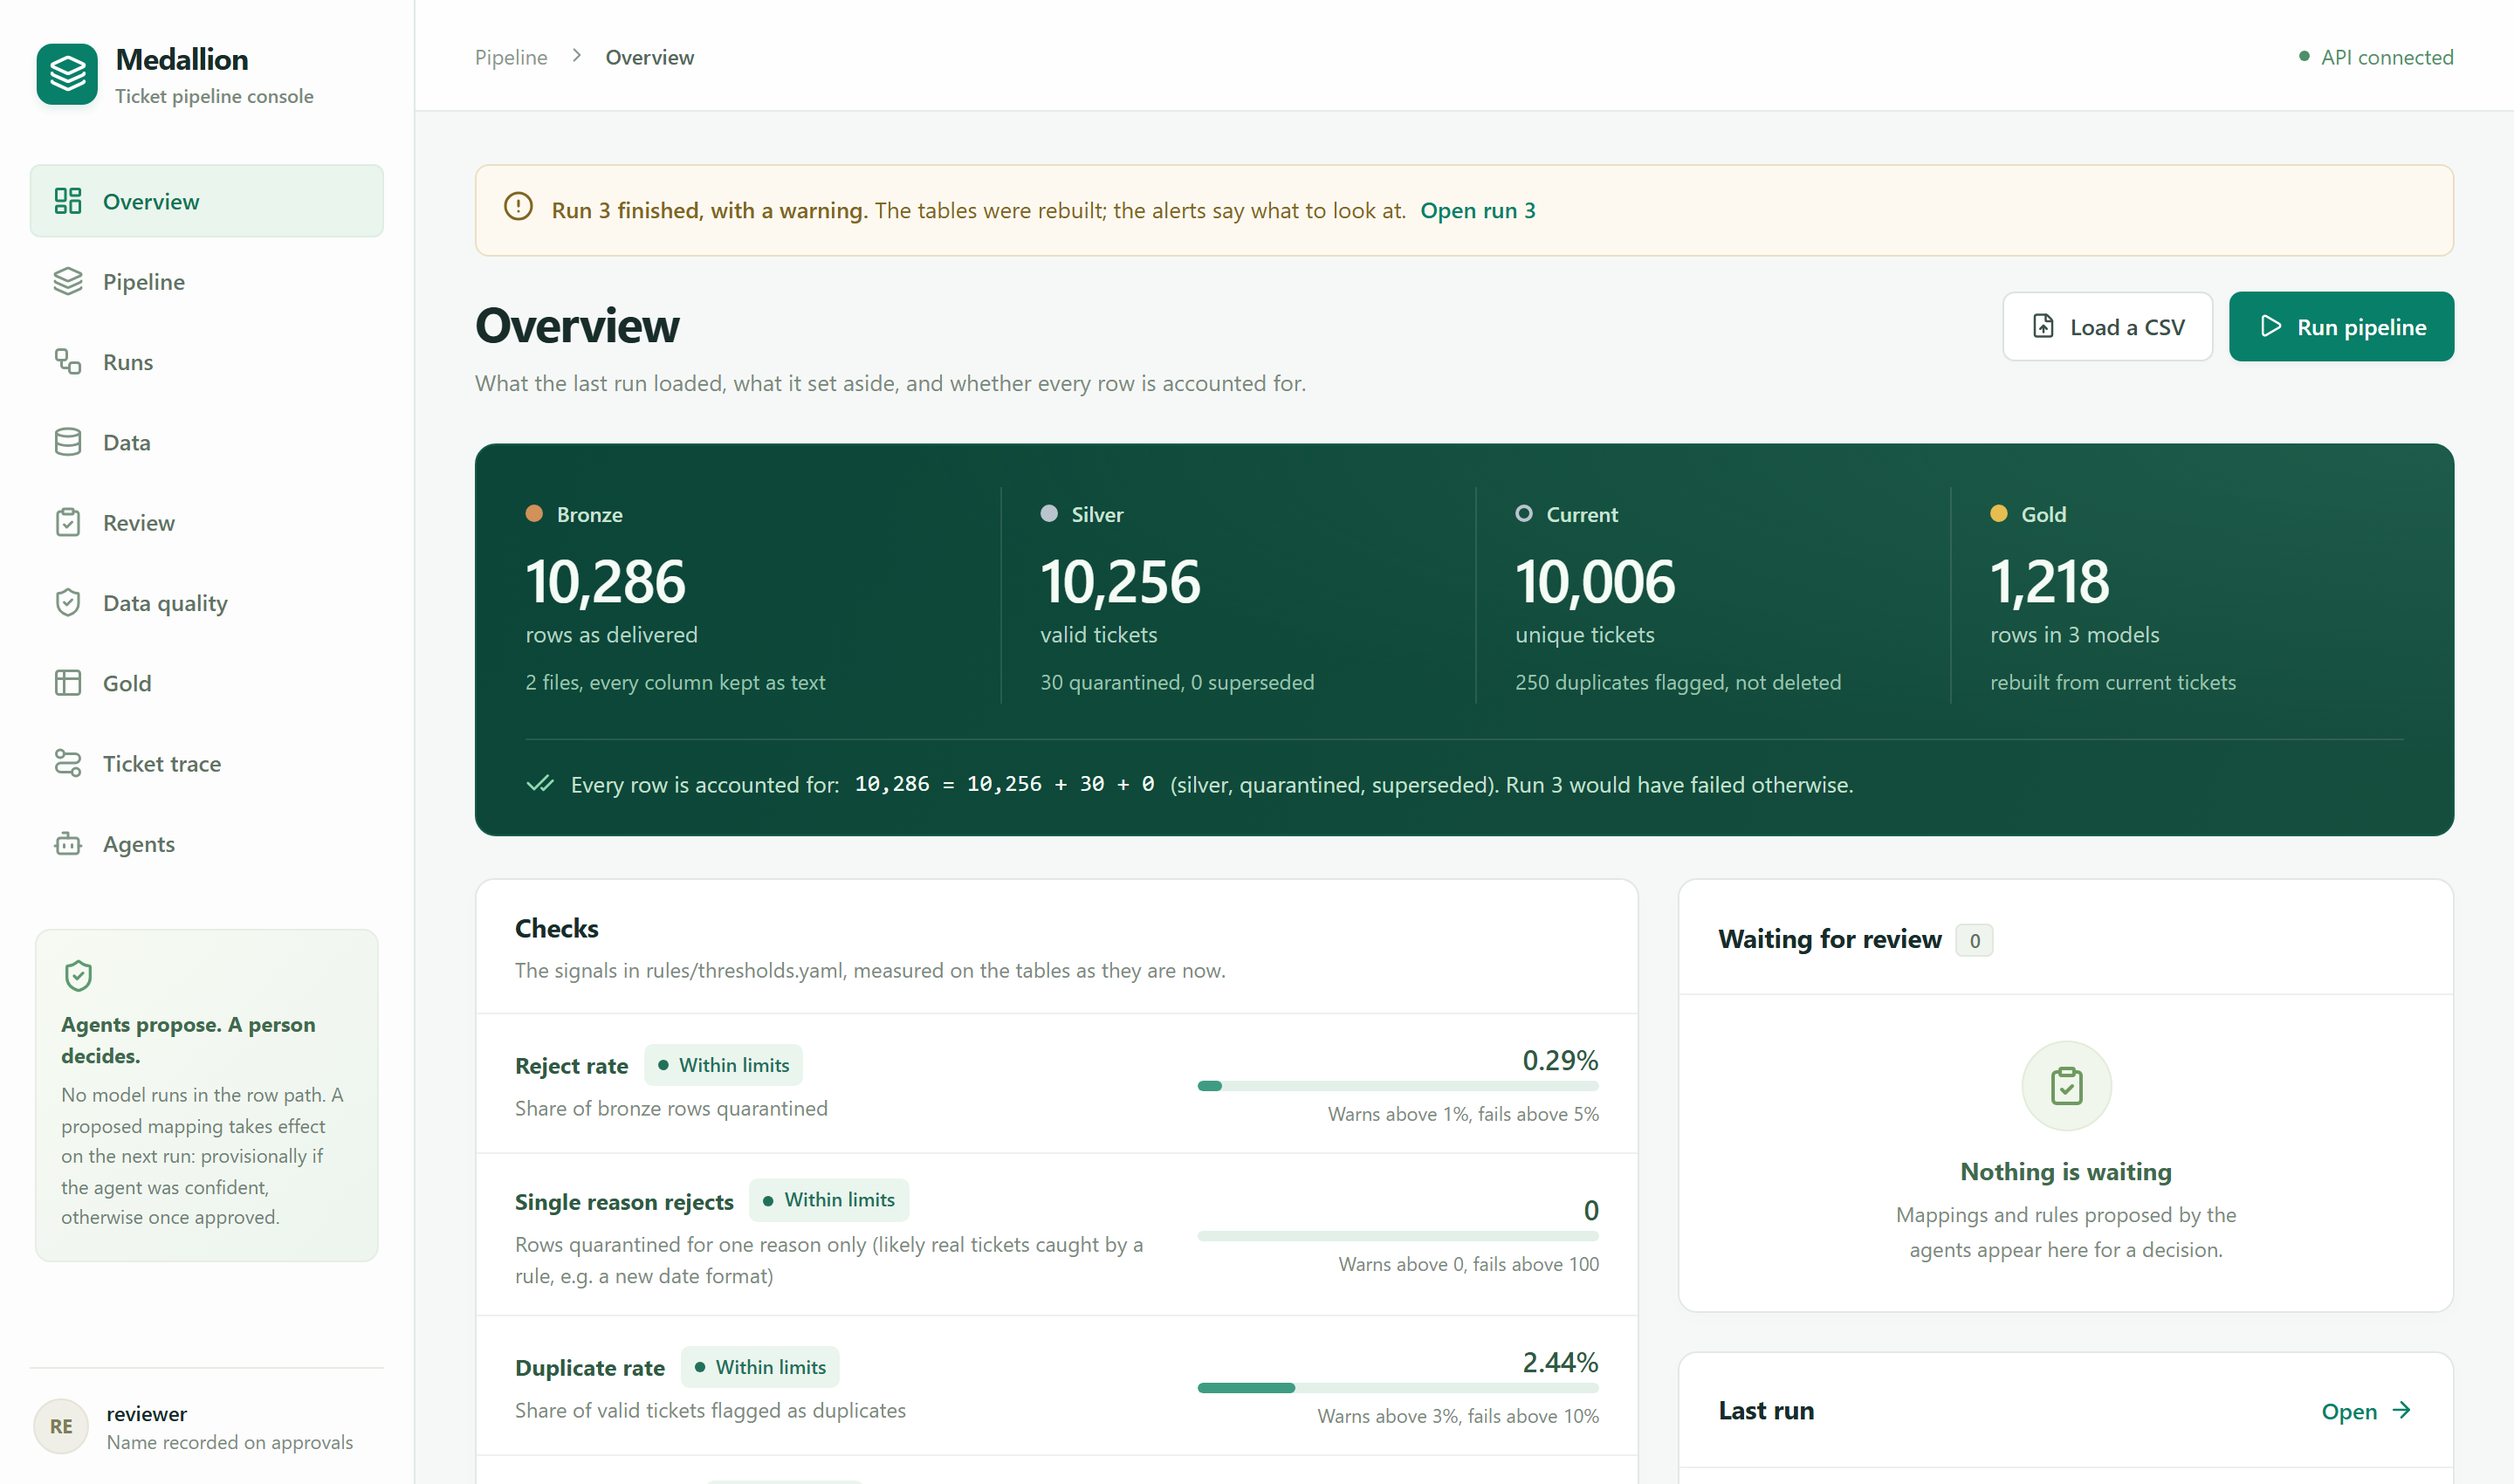 Medallion
Ticket pipeline console
Overview
Pipeline
Runs
Data
Review
Data quality
Gold
Ticket trace
Agents
Agents propose. A person
decides.
No model runs in the row path. A
proposed mapping takes effect
on the next run: provisionally if
the agent was confident,
otherwise once approved.
RE
reviewer
Name recorded on approvals
Pipeline > Overview
API connected
Run 3 finished, with a warning. The tables were rebuilt; the alerts say what to look at. Open run 3
Overview
What the last run loaded, what it set aside, and whether every row is accounted for.
Load a CSV
Run pipeline
Bronze
10,286
rows as delivered
2 files, every column kept as text
Silver
10,256
valid tickets
30 quarantined, 0 superseded
Current
10,006
unique tickets
250 duplicates flagged, not deleted
Gold
1,218
rows in 3 models
rebuilt from current tickets
Every row is accounted for: 10,286 = 10,256 + 30 + 0 (silver, quarantined, superseded). Run 3 would have failed otherwise.
Checks
The signals in rules/thresholds.yaml, measured on the tables as they are now.
Reject rate
Within limits
Share of bronze rows quarantined
0.29%
Warns above 1%, fails above 5%
Single reason rejects
Within limits
Rows quarantined for one reason only (likely real tickets caught by a
rule, e.g. a new date format)
0
Warns above 0, fails above 100
Duplicate rate
Within limits
Share of valid tickets flagged as duplicates
2.44%
Warns above 3%, fails above 10%
Waiting for review 0
Nothing is waiting
Mappings and rules proposed by the
agents appear here for a decision.
Last run
Open